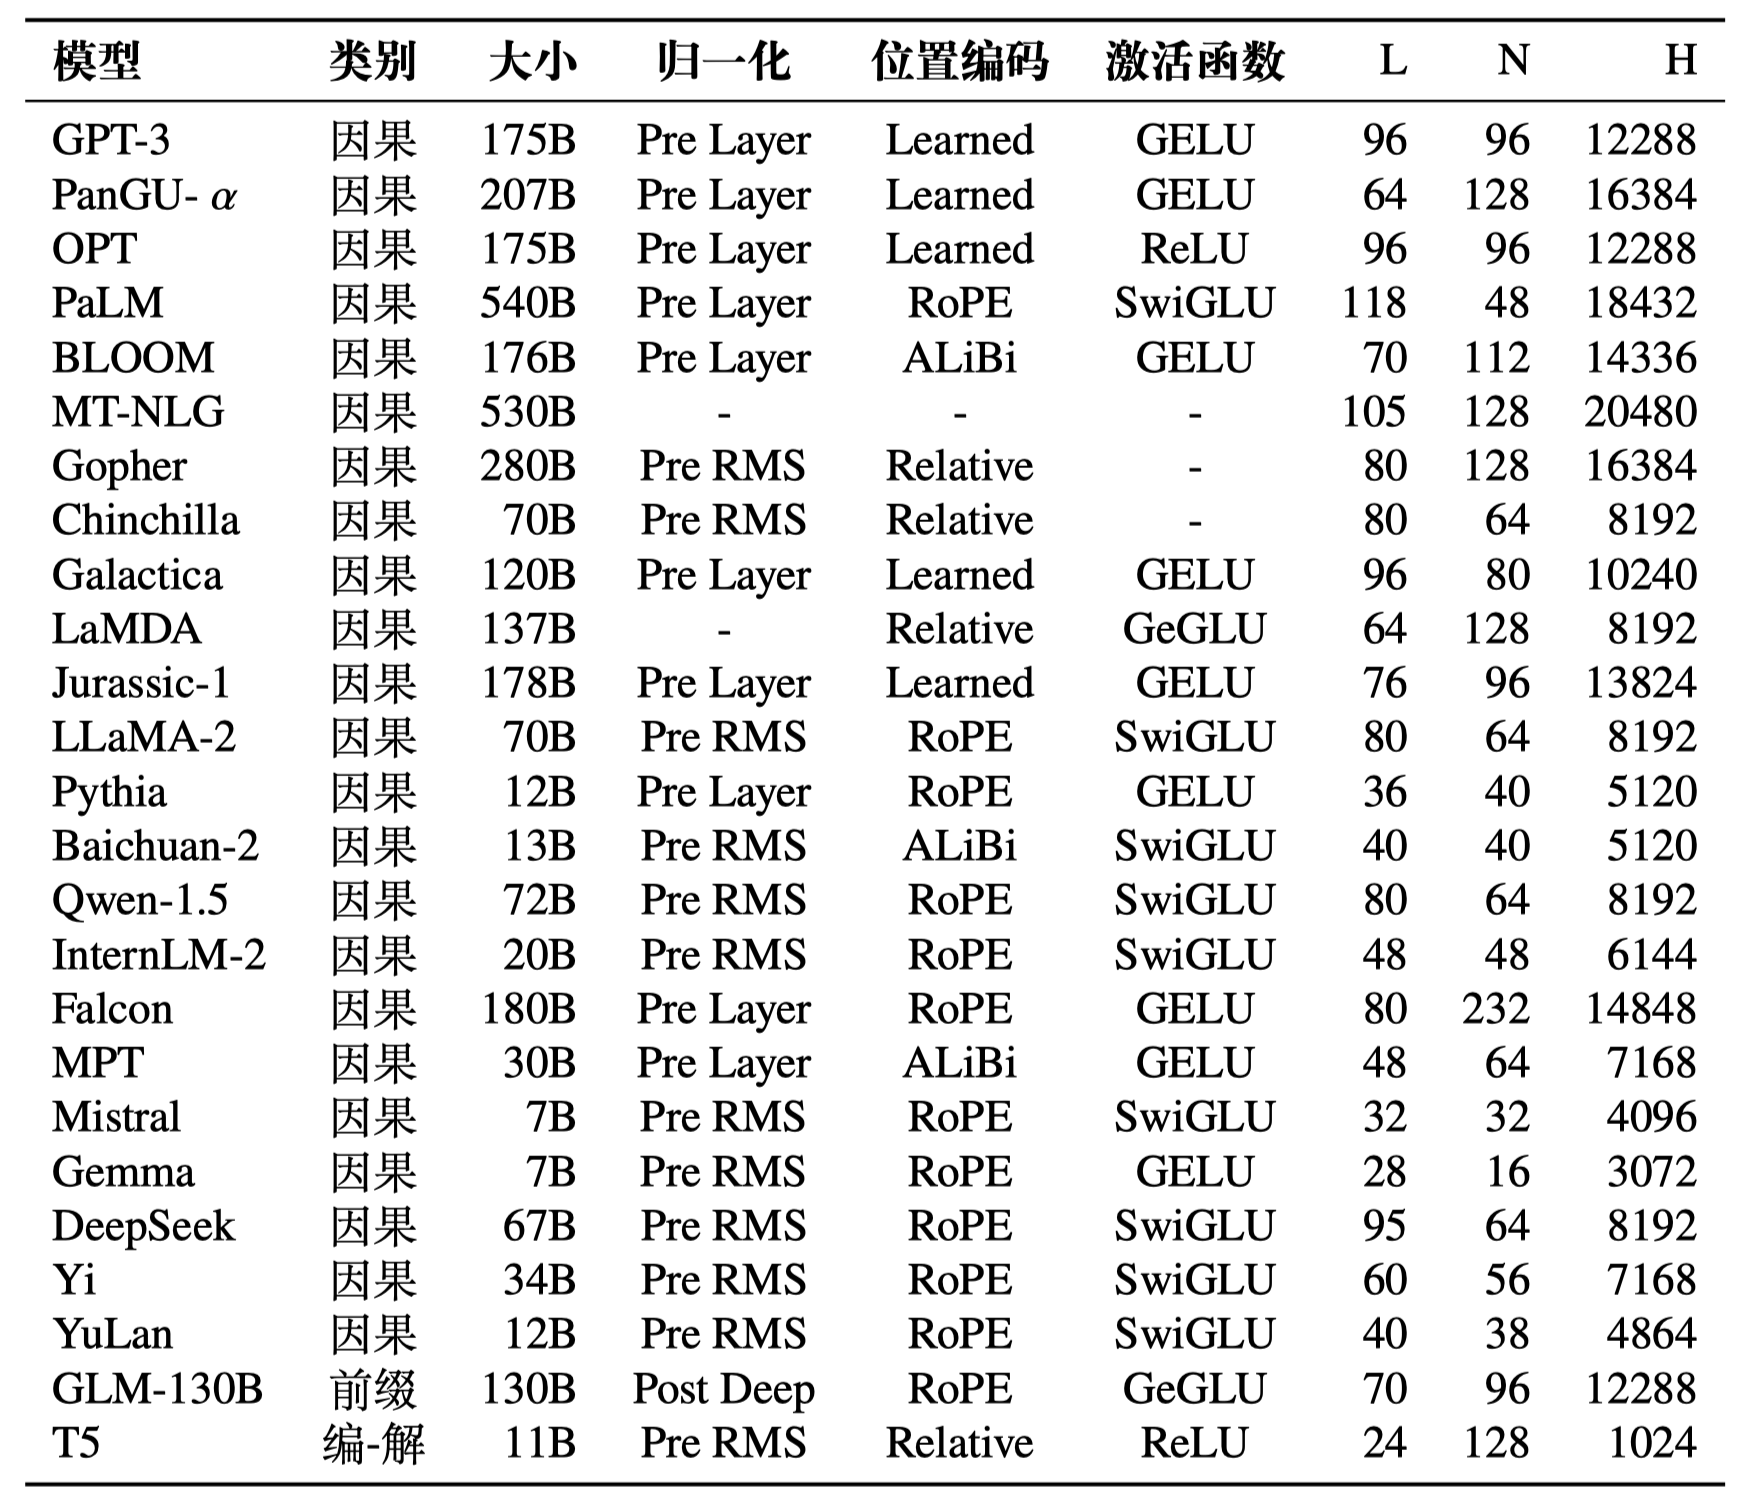 模型 类别 大小 归一化 位置编码 激活函数 L N H
GPT-3 因果 175B Pre Layer Learned GELU 96 96 12288
PanGU- α 因果 207B Pre Layer Learned GELU 64 128 16384
OPT 因果 175B Pre Layer Learned ReLU 96 96 12288
PaLM 因果 540B Pre Layer RoPE SwiGLU 118 48 18432
BLOOM 因果 176B Pre Layer ALiBi GELU 70 112 14336
MT-NLG 因果 530B - - - 105 128 20480
Gopher 因果 280B Pre RMS Relative - 80 128 16384
Chinchilla 因果 70B Pre RMS Relative - 80 64 8192
Galactica 因果 120B Pre Layer Learned GELU 96 80 10240
LaMDA 因果 137B - Relative GeGLU 64 128 8192
Jurassic-1 因果 178B Pre Layer Learned GELU 76 96 13824
LLaMA-2 因果 70B Pre RMS RoPE SwiGLU 80 64 8192
Pythia 因果 12B Pre Layer RoPE GELU 36 40 5120
Baichuan-2 因果 13B Pre RMS ALiBi SwiGLU 40 40 5120
Qwen-1.5 因果 72B Pre RMS RoPE SwiGLU 80 64 8192
InternLM-2 因果 20B Pre RMS RoPE SwiGLU 48 48 6144
Falcon 因果 180B Pre Layer RoPE GELU 80 232 14848
MPT 因果 30B Pre Layer ALiBi GELU 48 64 7168
Mistral 因果 7B Pre RMS RoPE SwiGLU 32 32 4096
Gemma 因果 7B Pre RMS RoPE GELU 28 16 3072
DeepSeek 因果 67B Pre RMS RoPE SwiGLU 95 64 8192
Yi 因果 34B Pre RMS RoPE SwiGLU 60 56 7168
YuLan 因果 12B Pre RMS RoPE SwiGLU 40 38 4864
GLM-130B 前缀 130B Post Deep RoPE GeGLU 70 96 12288
T5 编-解 11B Pre RMS Relative ReLU 24 128 1024